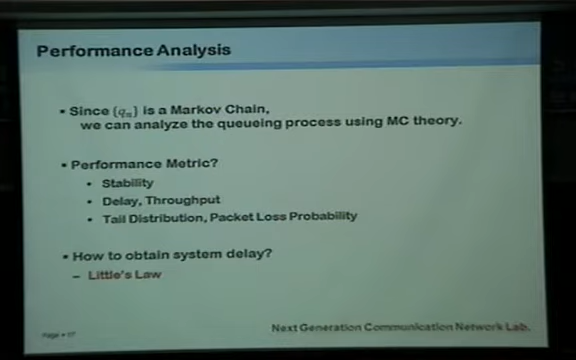 Performance Analysis
▪ Since {qₙ} is a Markov Chain,
we can analyze the queueing process using MC theory.
▪ Performance Metric?
• Stability
• Delay, Throughput
• Tail Distribution, Packet Loss Probability
▪ How to obtain system delay?
– Little's Law
Next Generation Communication Network Lab.